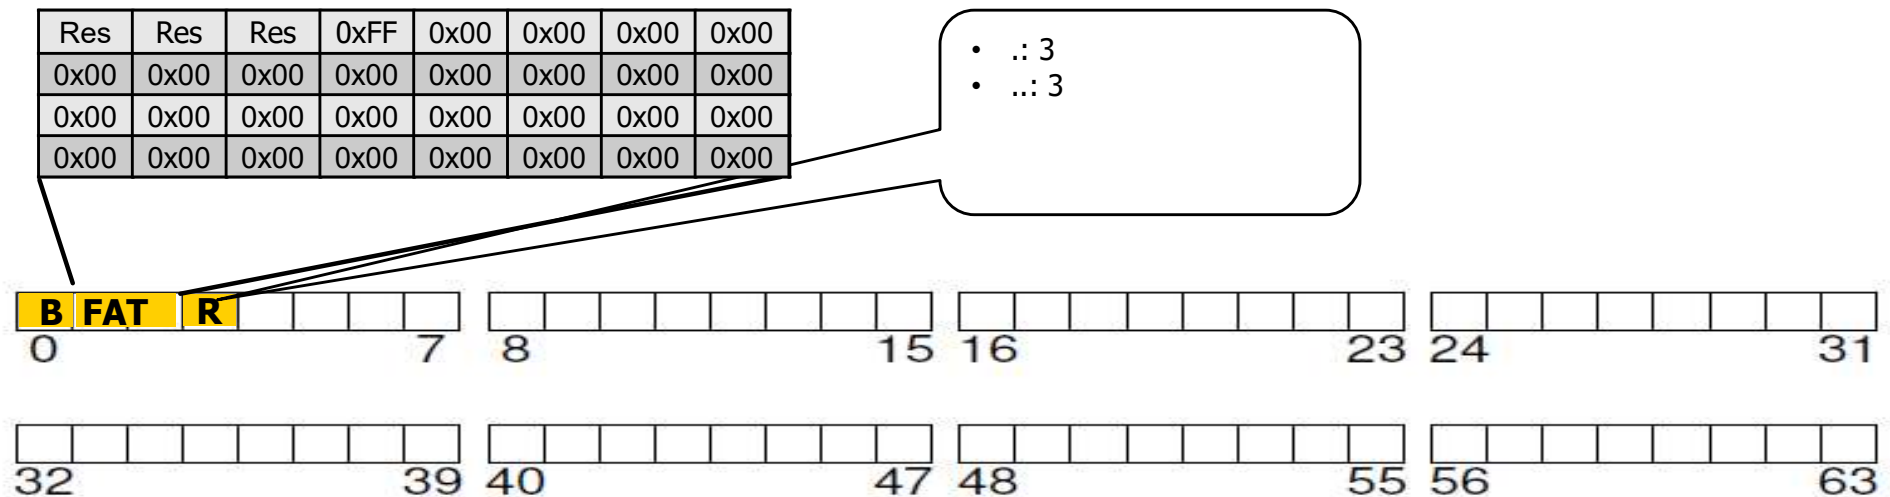 Res Res Res 0xFF 0x00 0x00 0x00 0x00
0x00 0x00 0x00 0x00 0x00 0x00 0x00 0x00
0x00 0x00 0x00 0x00 0x00 0x00 0x00 0x00
0x00 0x00 0x00 0x00 0x00 0x00 0x00 0x00
• .: 3
• ..: 3
B FAT R
0 7 8 15 16 23 24 31
32 39 40 47 48 55 56 63